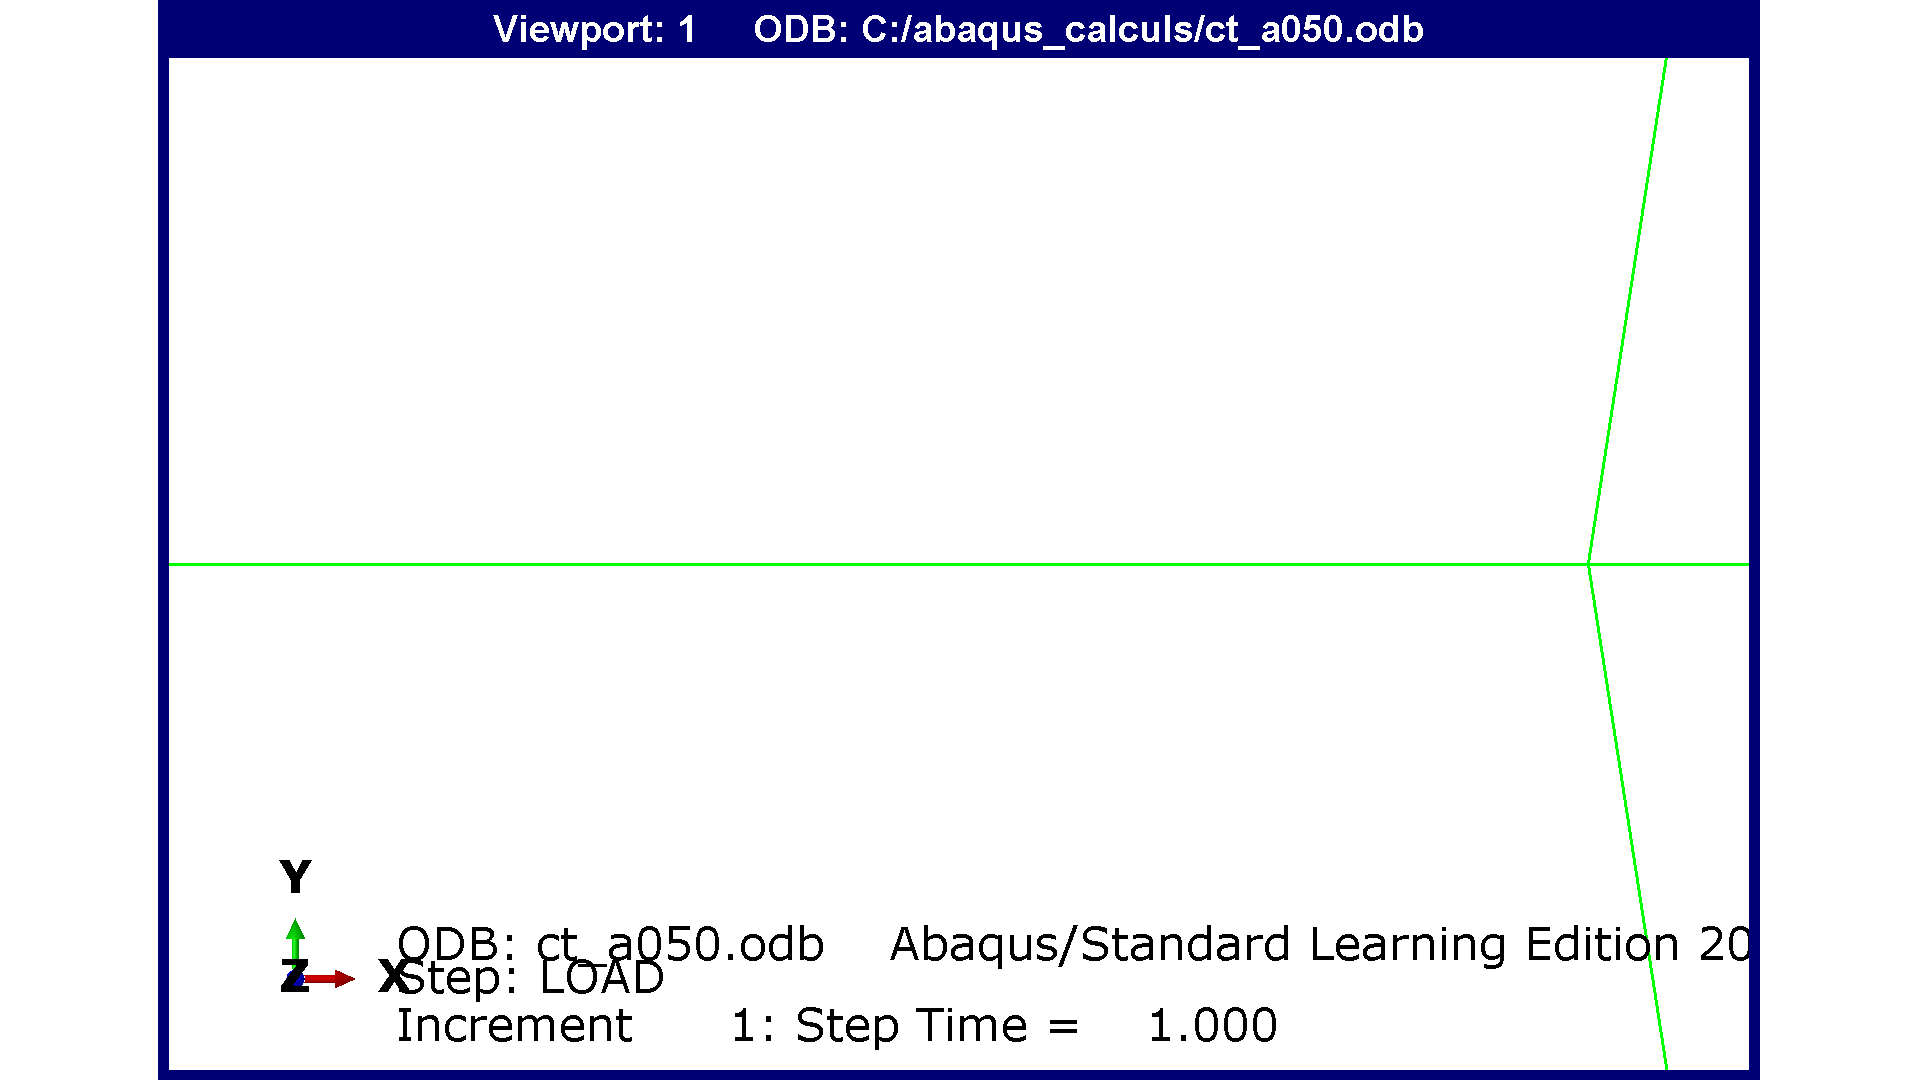 Viewport: 1 ODB: C:/abaqus_calculs/ct_a050.odb
Y
Z X
ODB: ct_a050.odb Abaqus/Standard Learning Edition 20
Step: LOAD
Increment 1: Step Time = 1.000